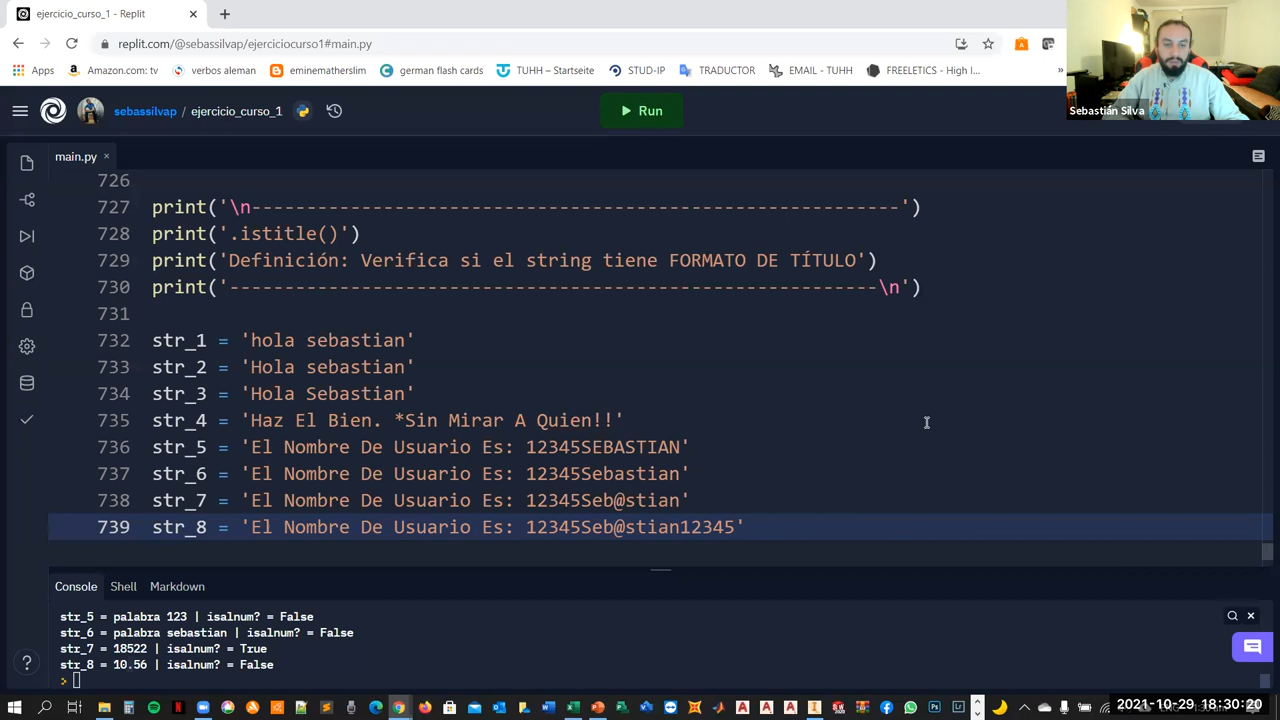 ejercicio_curso_1 - Replit
replit.com/@sebassilvap/ejerciciocurso1#main.py
Apps Amazon.com: tv verbos aleman eminematherslim german flash cards TUHH – Startseite STUD-IP TRADUCTOR EMAIL - TUHH FREELETICS - High I... »
Sebastián Silva
sebassilvap / ejercicio_curso_1 Run
main.py ×
726
727 print('\n-----------------------------------------------------------')
728 print('.istitle()')
729 print('Definición: Verifica si el string tiene FORMATO DE TÍTULO')
730 print('-----------------------------------------------------------\n')
731
732 str_1 = 'hola sebastian'
733 str_2 = 'Hola sebastian'
734 str_3 = 'Hola Sebastian'
735 str_4 = 'Haz El Bien. *Sin Mirar A Quien!!'
736 str_5 = 'El Nombre De Usuario Es: 12345SEBASTIAN'
737 str_6 = 'El Nombre De Usuario Es: 12345Sebastian'
738 str_7 = 'El Nombre De Usuario Es: 12345Seb@stian'
739 str_8 = 'El Nombre De Usuario Es: 12345Seb@stian12345'
Console Shell Markdown
str_5 = palabra 123 | isalnum? = False
str_6 = palabra sebastian | isalnum? = False
str_7 = 18522 | isalnum? = True
str_8 = 10.56 | isalnum? = False
>
2021-10-29 18:30:20